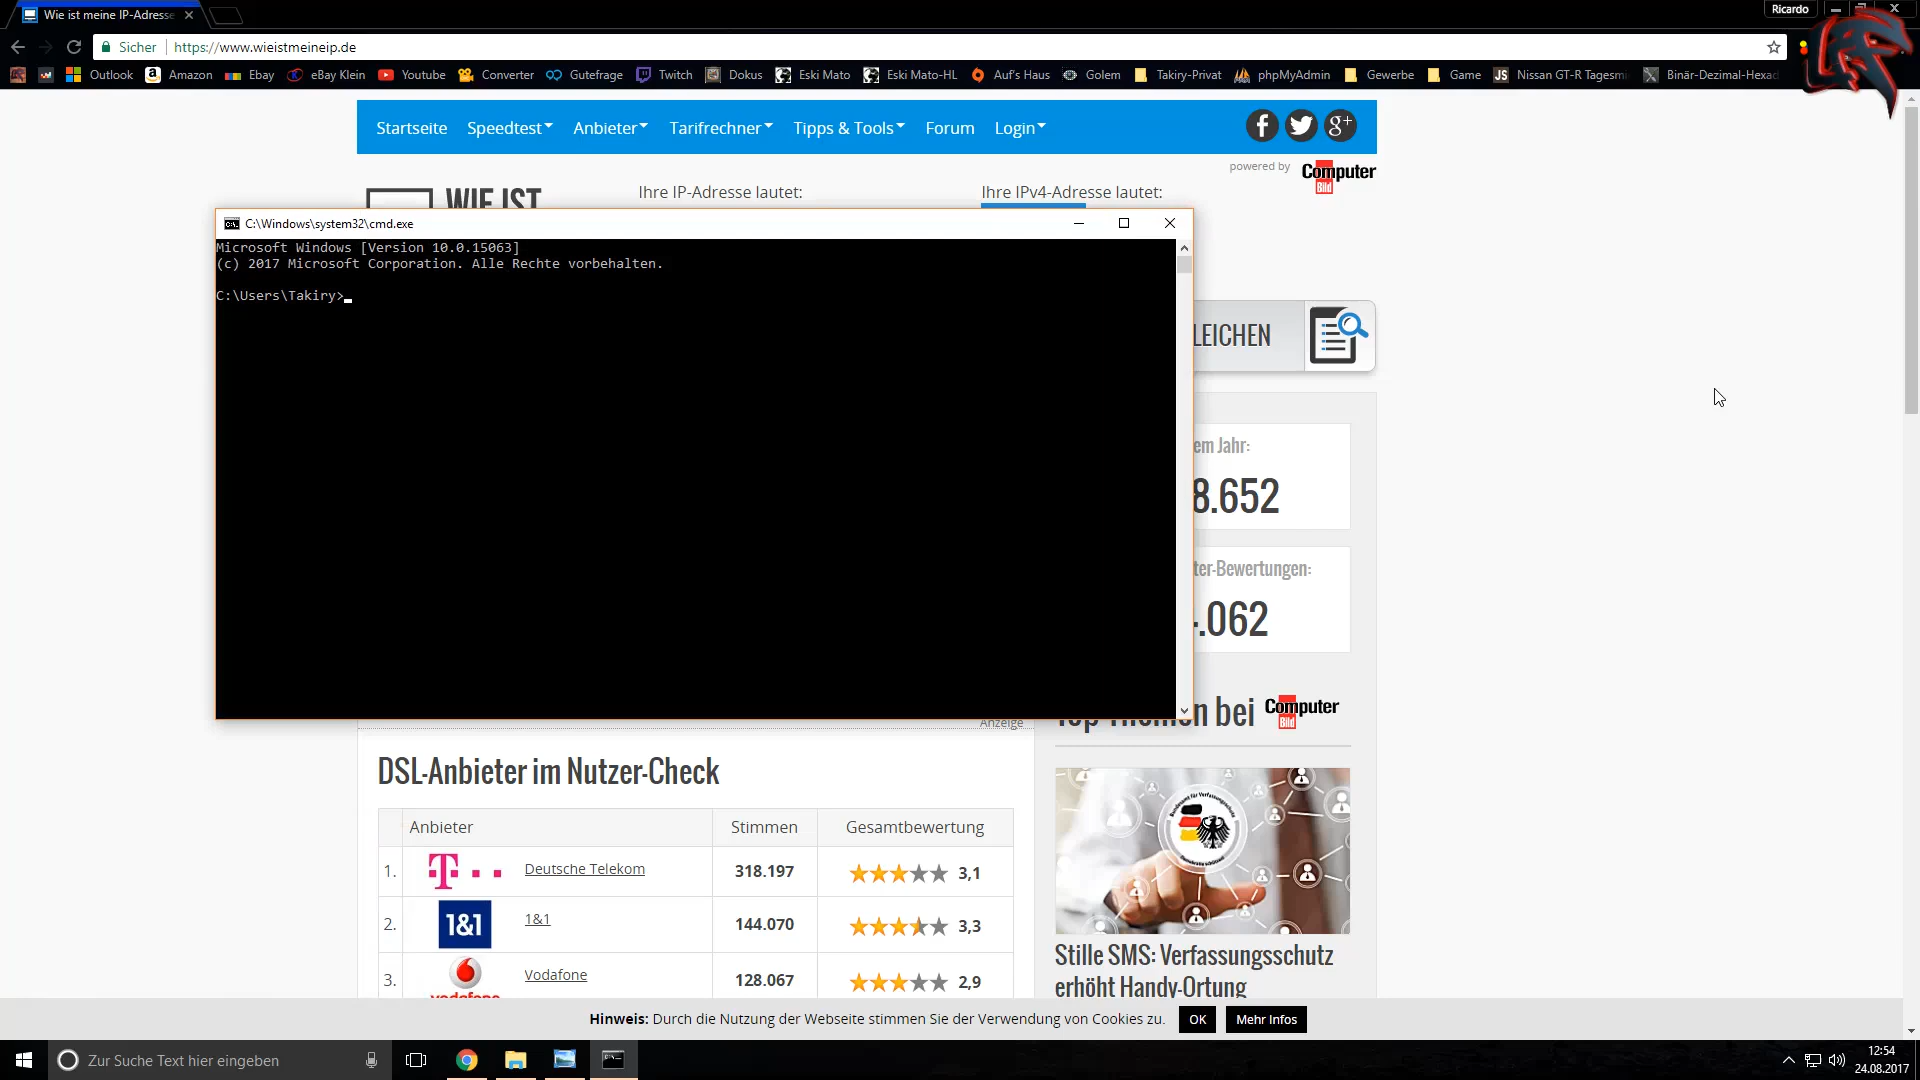 Wie ist meine IP-Adresse
Ricardo
Sicher
https://www.wieistmeineip.de
Outlook
Amazon
Ebay
eBay Klein
Youtube
Converter
Gutefrage
Twitch
Dokus
Eski Mato
Eski Mato-HL
Auf's Haus
Golem
Takiry-Privat
phpMyAdmin
Gewerbe
Game
JS
Nissan GT-R Tagesmi
Binär-Dezimal-Hexad
Startseite
Speedtest
Anbieter
Tarifrechner
Tipps & Tools
Forum
Login
g+
powered by
Computer
Bild
WIE IST
Ihre IP-Adresse lautet:
Ihre IPv4-Adresse lautet:
C:\Windows\system32\cmd.exe
Microsoft Windows [Version 10.0.15063]
(c) 2017 Microsoft Corporation. Alle Rechte vorbehalten.
C:\Users\Takiry>
LEICHEN
em Jahr:
8.652
ter-Bewertungen:
.062
Anzeige
Top Themen bei
Computer
Bild
DSL-Anbieter im Nutzer-Check
Anbieter
Stimmen
Gesamtbewertung
1.
T
Deutsche Telekom
318.197
3,1
2.
1&1
1&1
144.070
3,3
3.
vodafone
Vodafone
128.067
2,9
Stille SMS: Verfassungsschutz
erhöht Handy-Ortung
Hinweis: Durch die Nutzung der Webseite stimmen Sie der Verwendung von Cookies zu.
OK
Mehr Infos
Zur Suche Text hier eingeben
12:54
24.08.2017